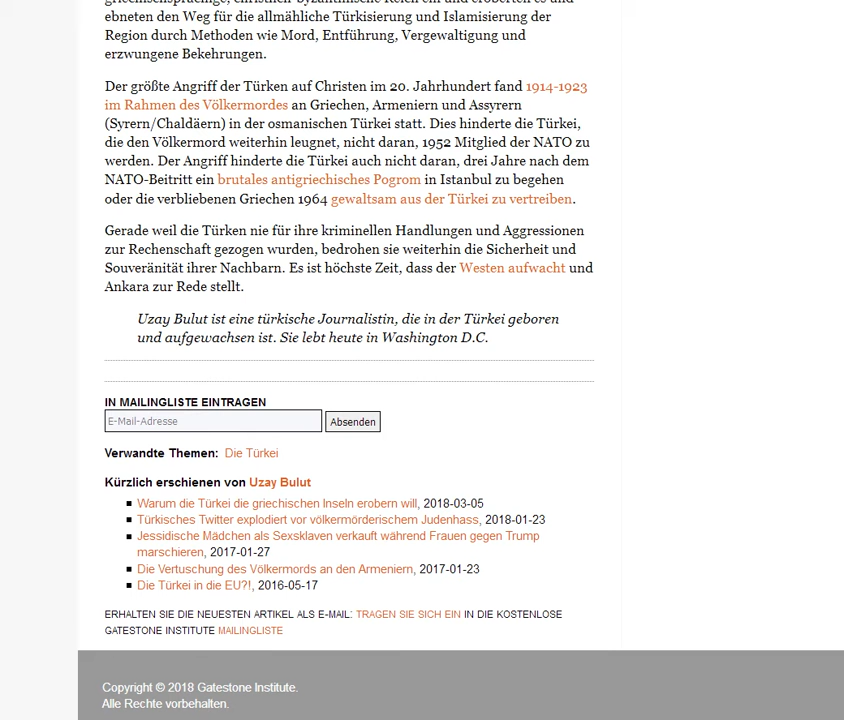 griechischsprachige, christlich-byzantinische Reich ein und eroberten es und
ebneten den Weg für die allmähliche Türkisierung und Islamisierung der
Region durch Methoden wie Mord, Entführung, Vergewaltigung und
erzwungene Bekehrungen.
Der größte Angriff der Türken auf Christen im 20. Jahrhundert fand 1914-1923
im Rahmen des Völkermordes an Griechen, Armeniern und Assyrern
(Syrern/Chaldäern) in der osmanischen Türkei statt. Dies hinderte die Türkei,
die den Völkermord weiterhin leugnet, nicht daran, 1952 Mitglied der NATO zu
werden. Der Angriff hinderte die Türkei auch nicht daran, drei Jahre nach dem
NATO-Beitritt ein brutales antigriechisches Pogrom in Istanbul zu begehen
oder die verbliebenen Griechen 1964 gewaltsam aus der Türkei zu vertreiben.
Gerade weil die Türken nie für ihre kriminellen Handlungen und Aggressionen
zur Rechenschaft gezogen wurden, bedrohen sie weiterhin die Sicherheit und
Souveränität ihrer Nachbarn. Es ist höchste Zeit, dass der Westen aufwacht und
Ankara zur Rede stellt.
Uzay Bulut ist eine türkische Journalistin, die in der Türkei geboren
und aufgewachsen ist. Sie lebt heute in Washington D.C.
IN MAILINGLISTE EINTRAGEN
E-Mail-Adresse Absenden
Verwandte Themen: Die Türkei
Kürzlich erschienen von Uzay Bulut
Warum die Türkei die griechischen Inseln erobern will, 2018-03-05
Türkisches Twitter explodiert vor völkermörderischem Judenhass, 2018-01-23
Jessidische Mädchen als Sexsklaven verkauft während Frauen gegen Trump
marschieren, 2017-01-27
Die Vertuschung des Völkermords an den Armeniern, 2017-01-23
Die Türkei in die EU?!, 2016-05-17
ERHALTEN SIE DIE NEUESTEN ARTIKEL ALS E-MAIL: TRAGEN SIE SICH EIN IN DIE KOSTENLOSE
GATESTONE INSTITUTE MAILINGLISTE
Copyright © 2018 Gatestone Institute.
Alle Rechte vorbehalten.